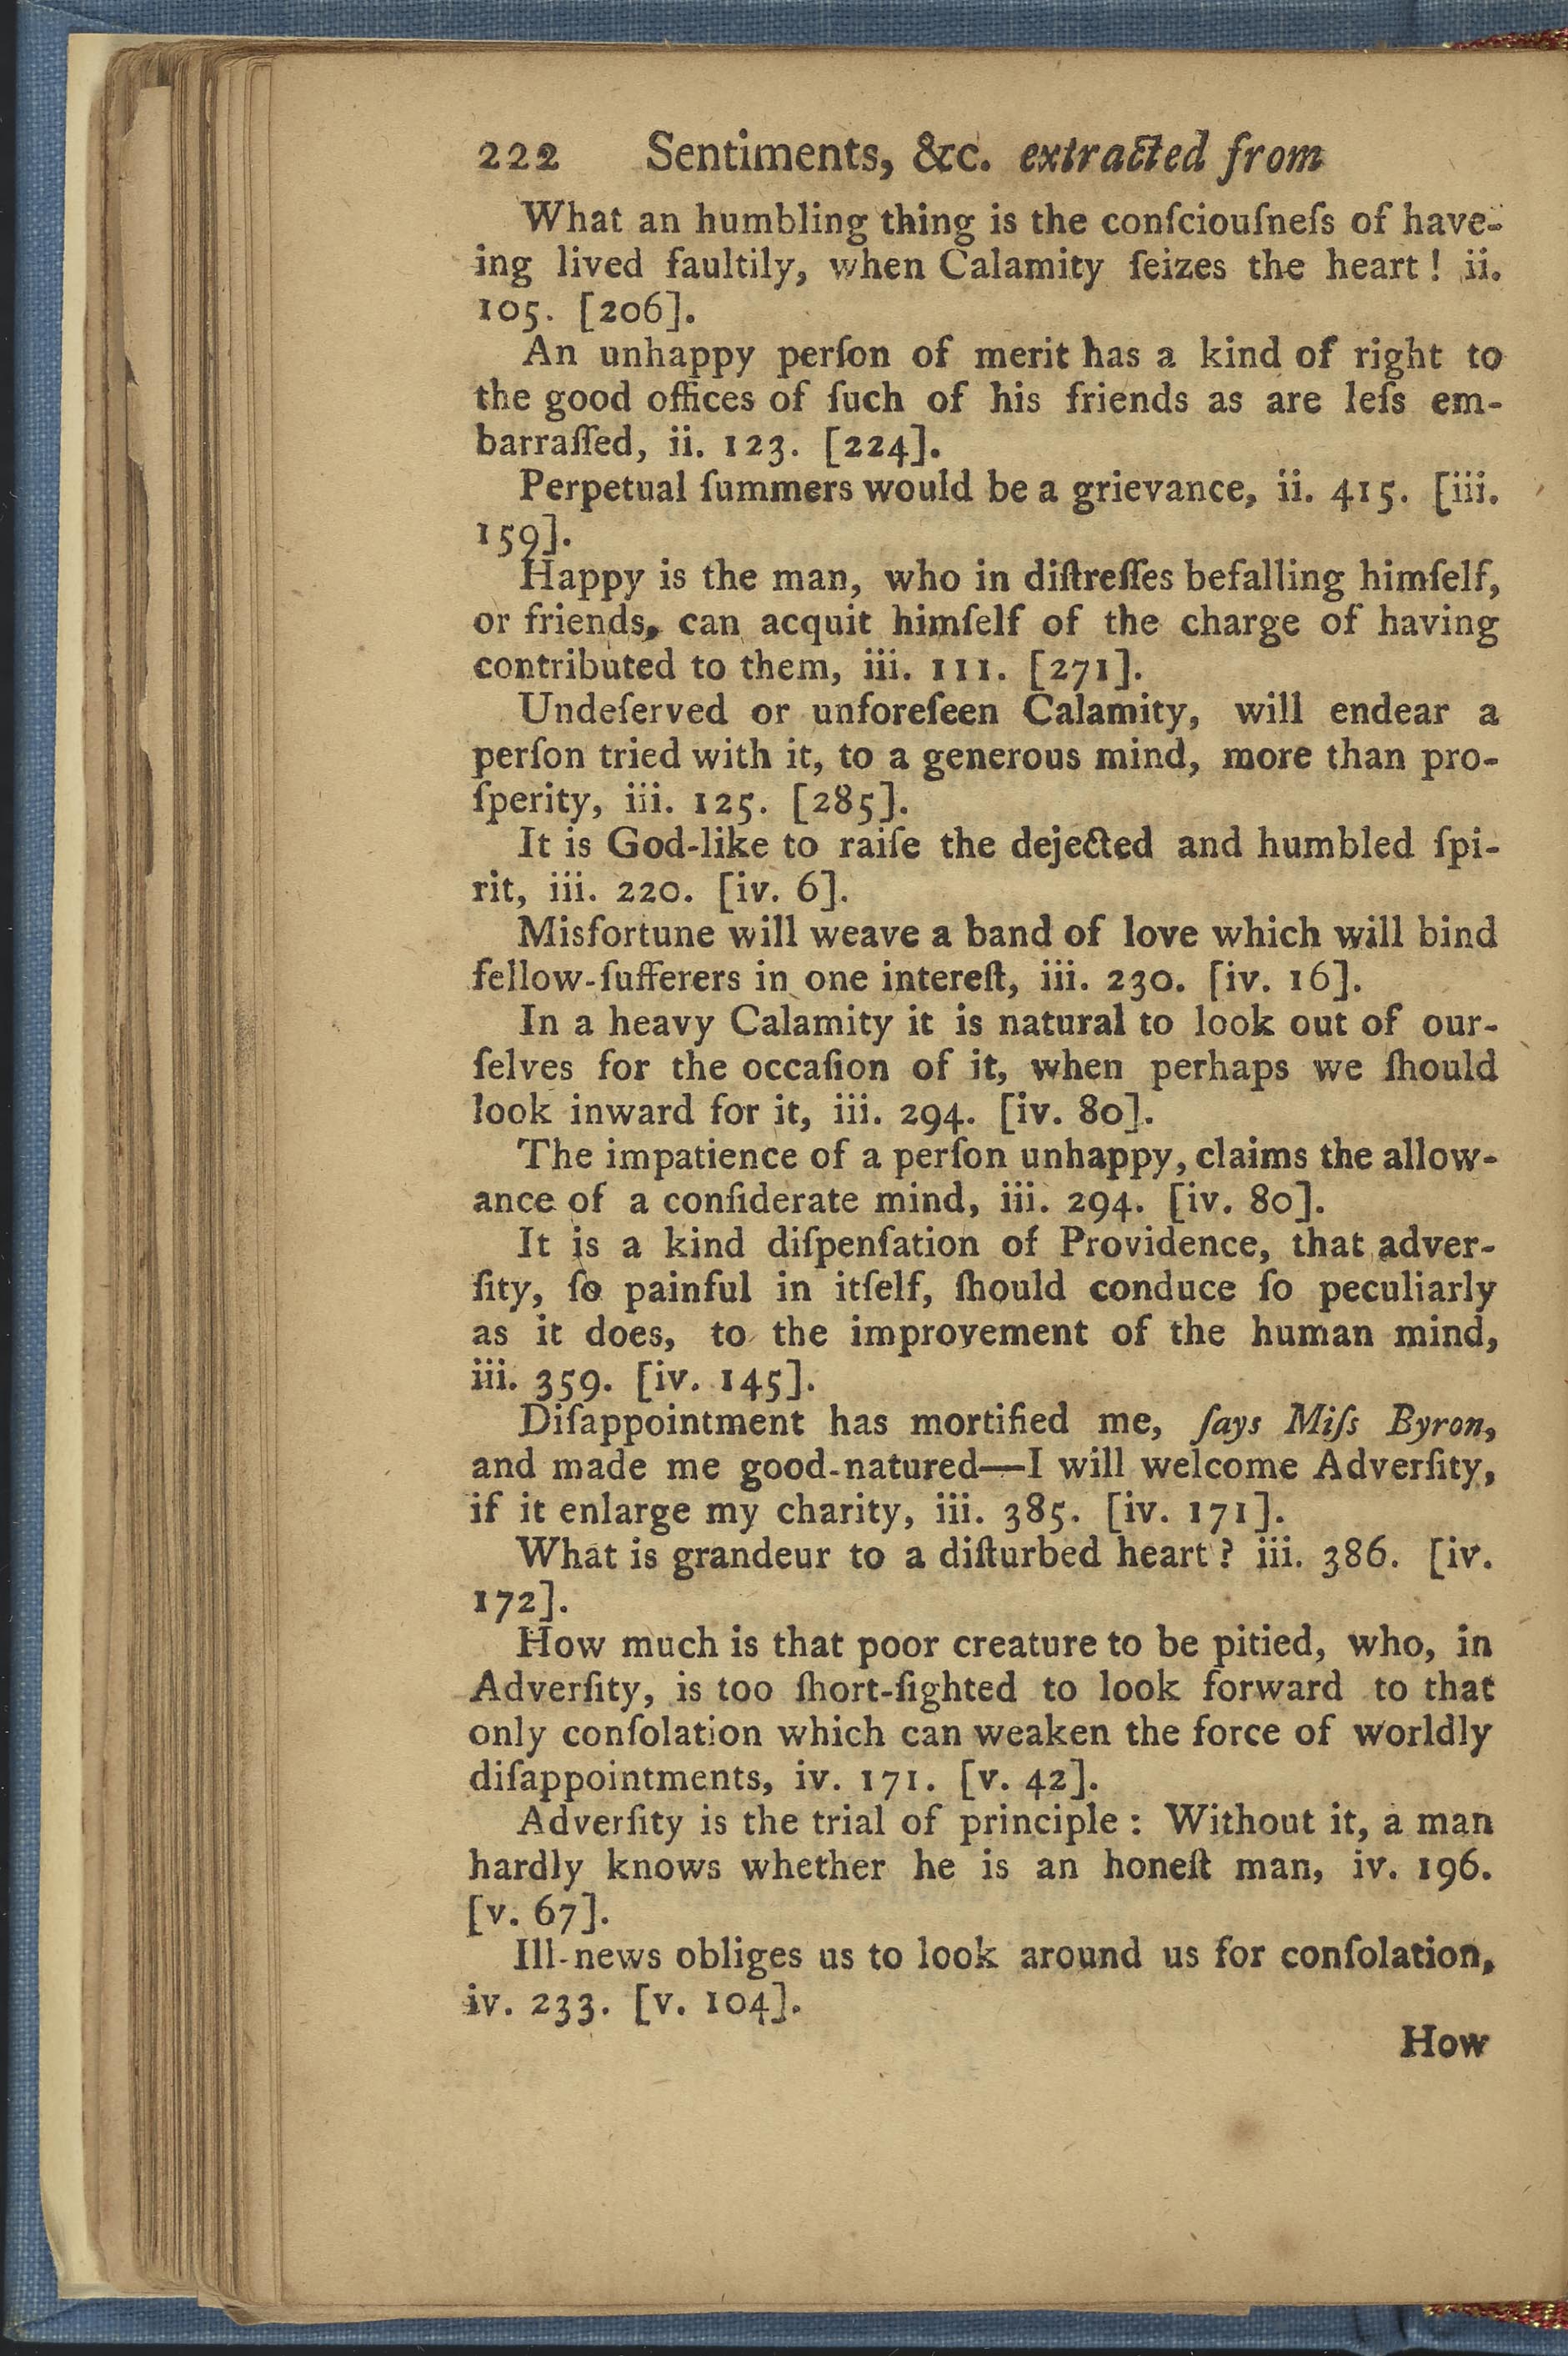 222 Sentiments, &c. extracted from
What an humbling thing is the conſciouſneſs of have-
ing lived faultily, when Calamity ſeizes the heart! ii.
105. [206].
An unhappy perſon of merit has a kind of right to
the good offices of ſuch of his friends as are leſs em-
barraſſed, ii. 123. [224].
Perpetual ſummers would be a grievance, ii. 415. [iii.
159].
Happy is the man, who in diſtreſſes befalling himſelf,
or friends, can acquit himſelf of the charge of having
contributed to them, iii. 111. [271].
Undeſerved or unforeſeen Calamity, will endear a
perſon tried with it, to a generous mind, more than pro-
ſperity, iii. 125. [285].
It is God-like to raiſe the dejected and humbled ſpi-
rit, iii. 220. [iv. 6].
Misfortune will weave a band of love which will bind
fellow-ſufferers in one intereſt, iii. 230. [iv. 16].
In a heavy Calamity it is natural to look out of our-
ſelves for the occaſion of it, when perhaps we ſhould
look inward for it, iii. 294. [iv. 80].
The impatience of a perſon unhappy, claims the allow-
ance of a conſiderate mind, iii. 294. [iv. 80].
It is a kind diſpenſation of Providence, that adver-
ſity, ſo painful in itſelf, ſhould conduce ſo peculiarly
as it does, to the improvement of the human mind,
iii. 359. [iv. 145].
Diſappointment has mortified me, ſays Miſs Byron,
and made me good-natured—I will welcome Adverſity,
if it enlarge my charity, iii. 385. [iv. 171].
What is grandeur to a diſturbed heart? iii. 386. [iv.
172].
How much is that poor creature to be pitied, who, in
Adverſity, is too ſhort-ſighted to look forward to that
only conſolation which can weaken the force of worldly
diſappointments, iv. 171. [v. 42].
Adverſity is the trial of principle: Without it, a man
hardly knows whether he is an honeſt man, iv. 196.
[v. 67].
Ill-news obliges us to look around us for conſolation,
iv. 233. [v. 104].
How